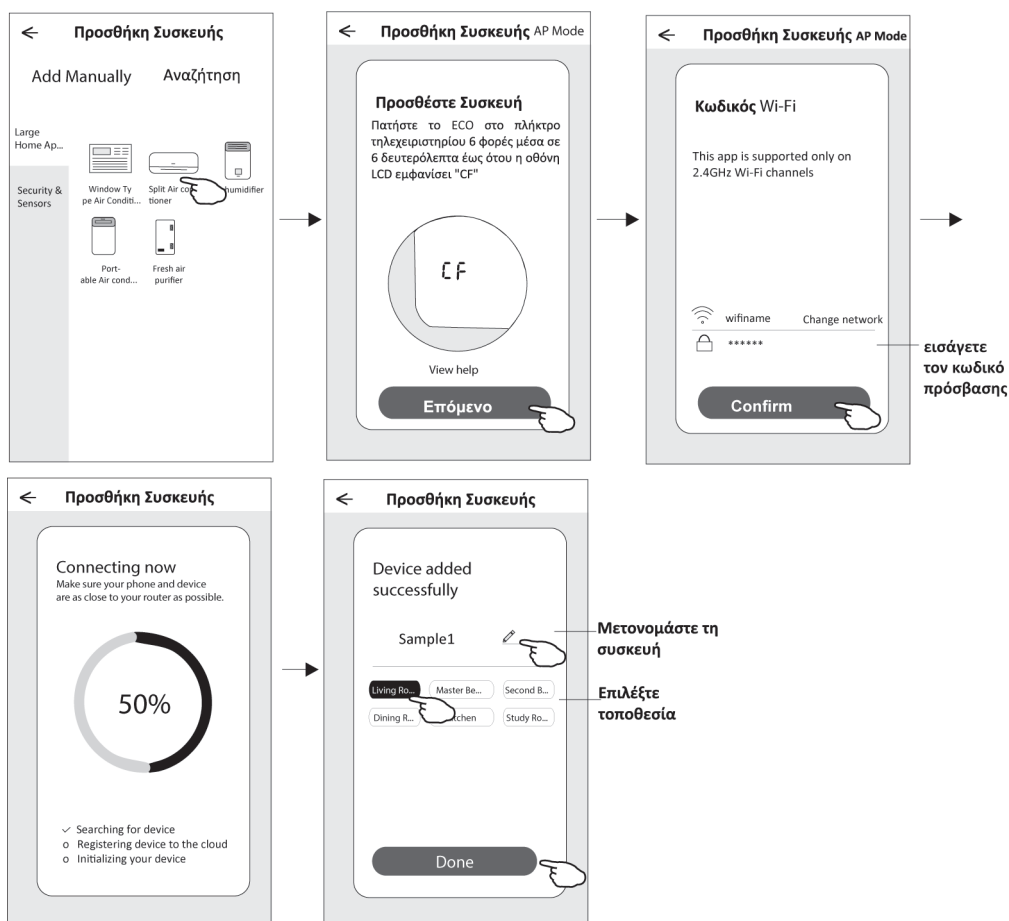 Προσθήκη Συσκευής
Add Manually Αναζήτηση
Large
Home Ap...
Security &
Sensors
Window Ty
pe Air Conditi...
Split Air co
tioner
humidifier
Port-
able Air cond...
Fresh air
purifier
Προσθήκη Συσκευής AP Mode
Προσθέστε Συσκευή
Πατήστε το ECO στο πλήκτρο
τηλεχειριστηρίου 6 φορές μέσα σε
6 δευτερόλεπτα έως ότου η οθόνη
LCD εμφανίσει "CF"
CF
View help
Επόμενο
Προσθήκη Συσκευής AP Mode
Κωδικός Wi-Fi
This app is supported only on
2.4GHz Wi-Fi channels
wifiname Change network
******
Confirm
εισάγετε
τον κωδικό
πρόσβασης
Προσθήκη Συσκευής
Connecting now
Make sure your phone and device
are as close to your router as possible.
50%
✓ Searching for device
o Registering device to the cloud
o Initializing your device
Προσθήκη Συσκευής
Device added
successfully
Sample1
Living Ro... Master Be... Second B...
Dining R... tchen Study Ro...
Done
Μετονομάστε τη
συσκευή
Επιλέξτε
τοποθεσία